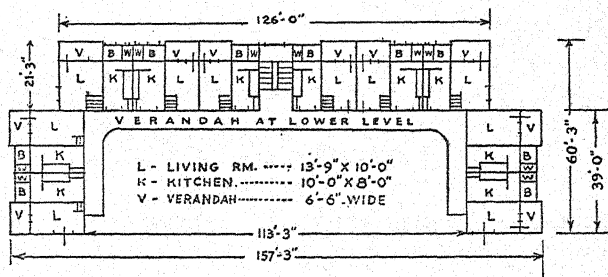 126'-0"
V B W W B V V B W W B V V B W W B V
L K K L L K K L L K K L
21'-3"
VERANDAH AT LOWER LEVEL
V L L V
B K K B
W W
W W
B K K B
V L L V
L - LIVING RM. ----- 13'-9" X 10'-0"
K - KITCHEN. -------- 10'-0" X 8'-0"
V - VERANDAH -------- 6'-6" WIDE
60'-3"
39'-0"
113'-3"
157'-3"